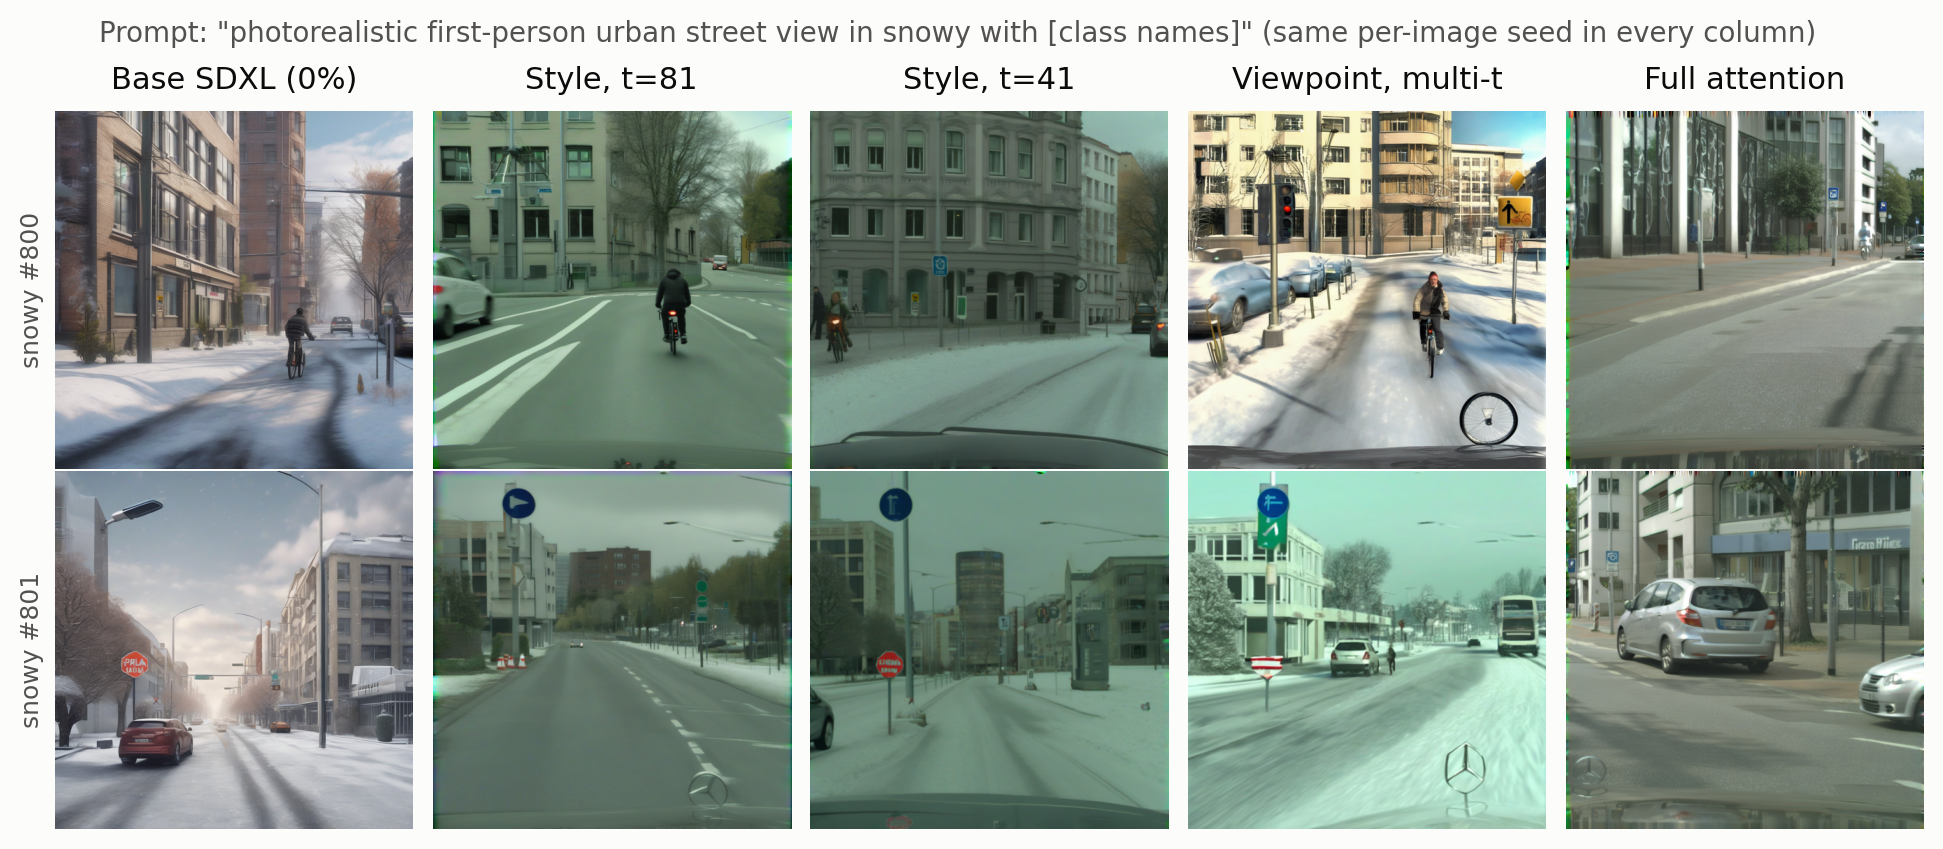 Prompt: "photorealistic first-person urban street view in snowy with [class names]" (same per-image seed in every column)
Base SDXL (0%)
Style, t=81
Style, t=41
Viewpoint, multi-t
Full attention
snowy #800
snowy #801